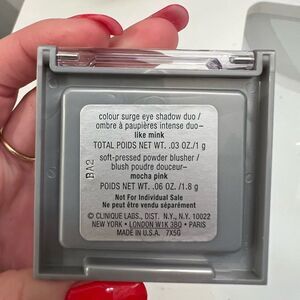 colour surge eye shadow duo /
ombre à paupières intense duo–
like mink
TOTAL POIDS NET WT. .03 OZ./1 g
soft-pressed powder blusher /
blush poudre douceur–
mocha pink
POIDS NET WT. .06 OZ. / 1.8 g
Not For Individual Sale
Ne peut être vendu séparément
© CLINIQUE LABS., DIST. N.Y., N.Y. 10022
NEW YORK • LONDON W1K 3BQ • PARIS
MADE IN U.S.A. 7X5G
BA2